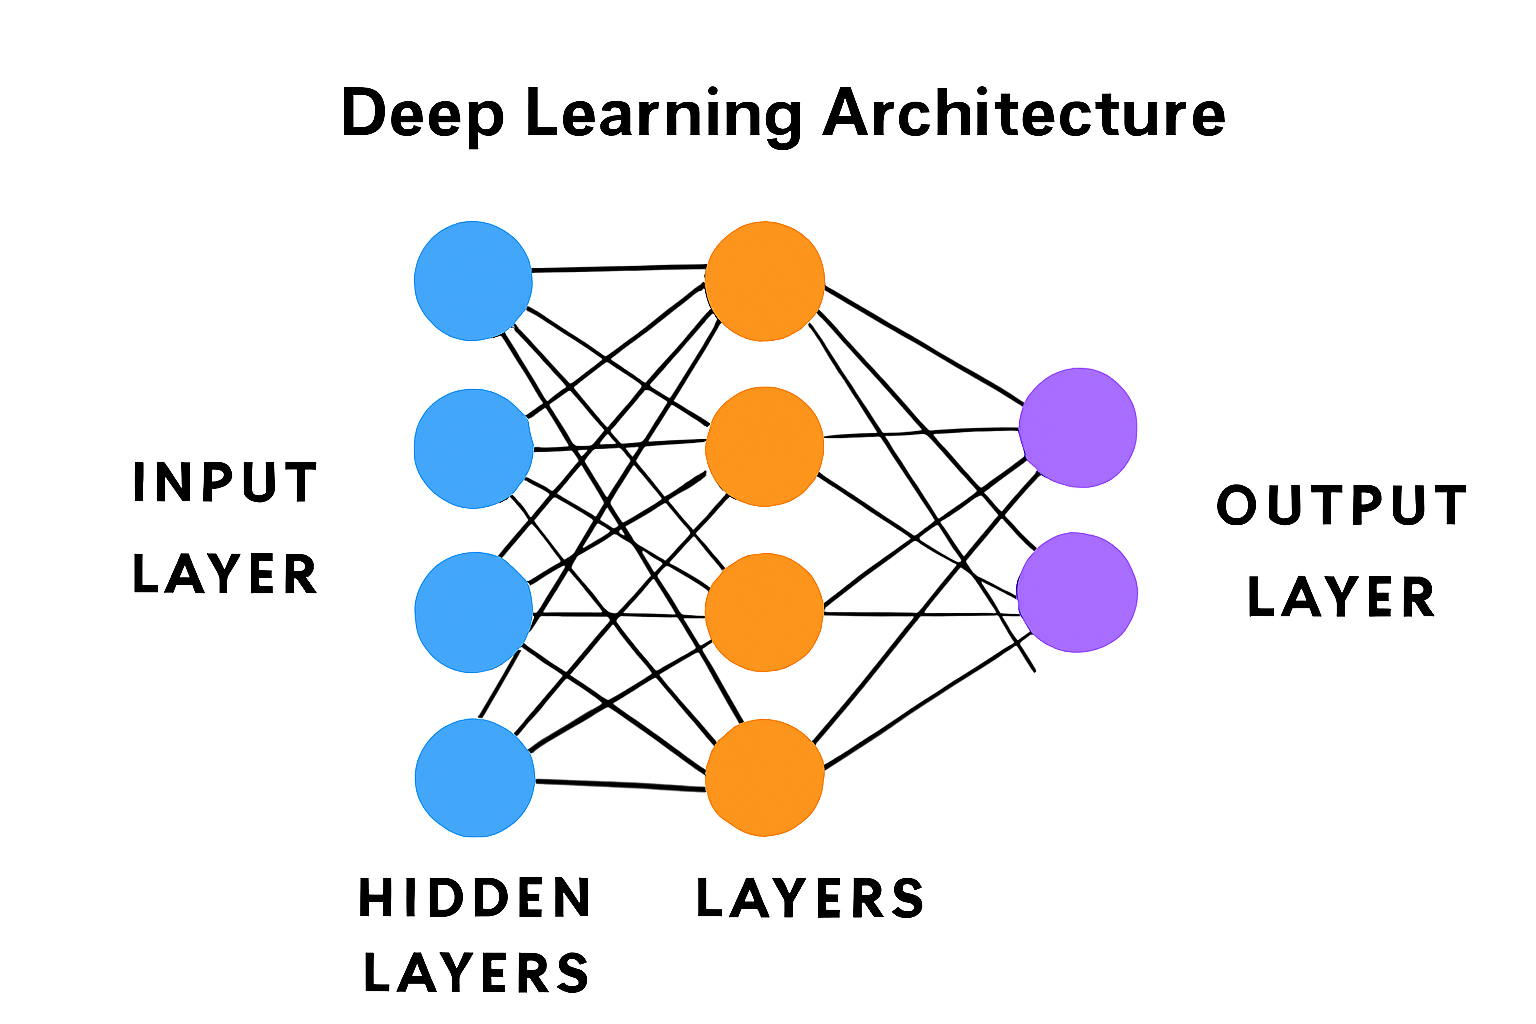 Deep Learning Architecture
INPUT
LAYER
OUTPUT
LAYER
HIDDEN
LAYERS
LAYERS